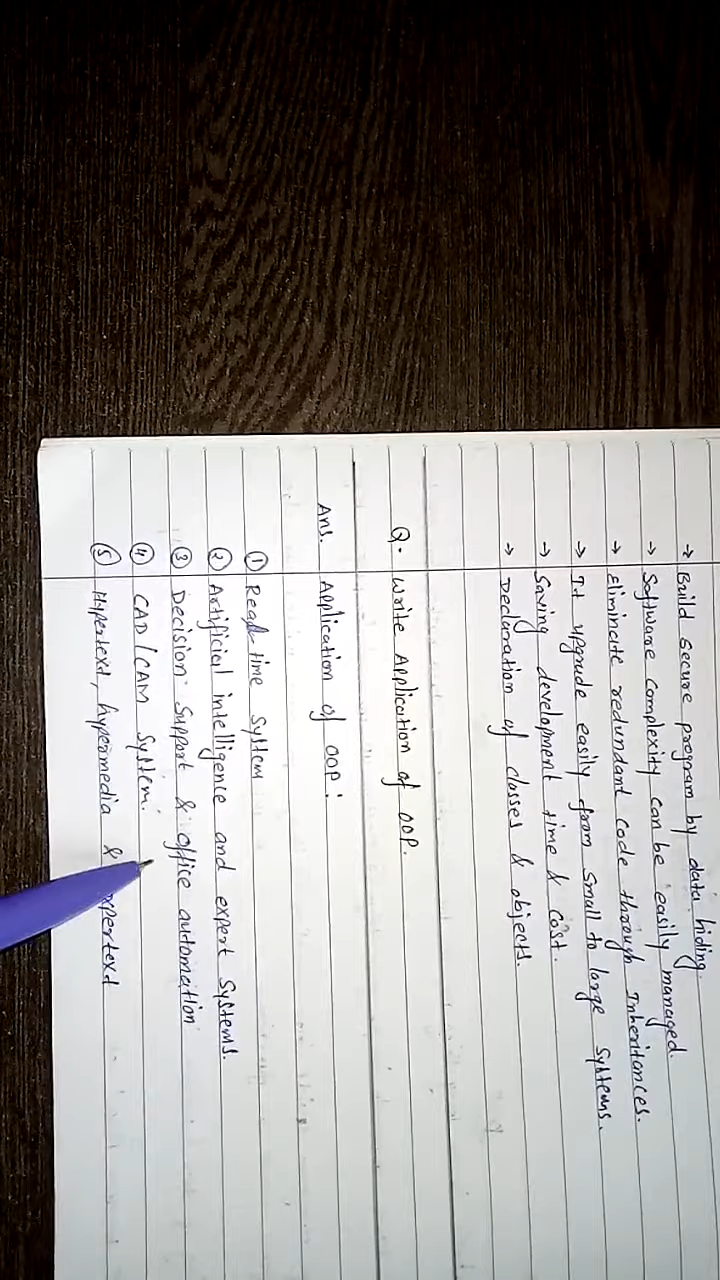 → Build secure program by data hiding.
→ Software complexity can be easily managed
→ Eliminate redundant code through Inheritances.
→ It upgrade easily from small to large systems.
→ Saving development time & cost.
→ Declaration of classes & objects.
Q. Write Application of OOP.
Ans. Application of OOP:
① Real time system
② Artificial intelligence and expert systems.
③ Decision support & office automation
④ CAD/CAM system.
⑤ Hypertext, hypermedia &